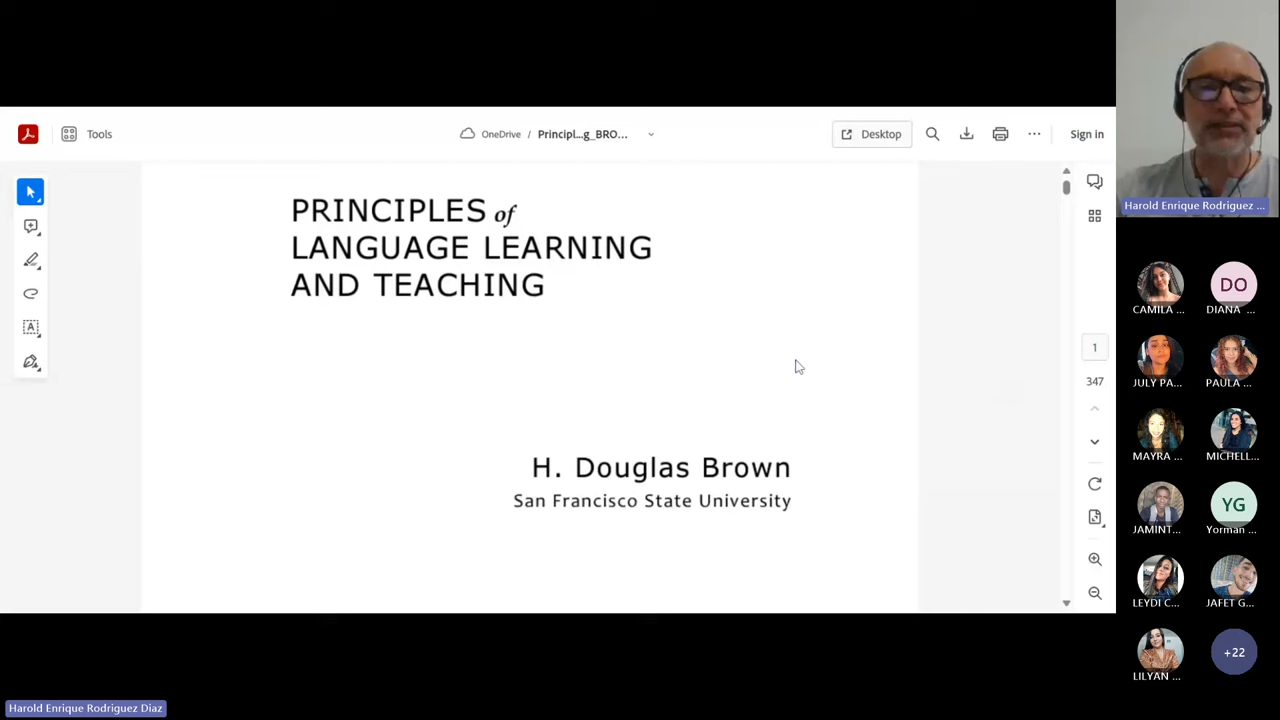 Tools
OneDrive / Principl...g_BRO...
Desktop
Sign in
PRINCIPLES of
LANGUAGE LEARNING
AND TEACHING
H. Douglas Brown
San Francisco State University
1
347
Harold Enrique Rodriguez ...
DO
CAMILA ...
DIANA ...
JULY PA...
PAULA ...
MAYRA ...
MICHELL...
YG
JAMINT...
Yorman ...
LEYDI C...
JAFET G...
LILYAN ...
+22
Harold Enrique Rodriguez Diaz